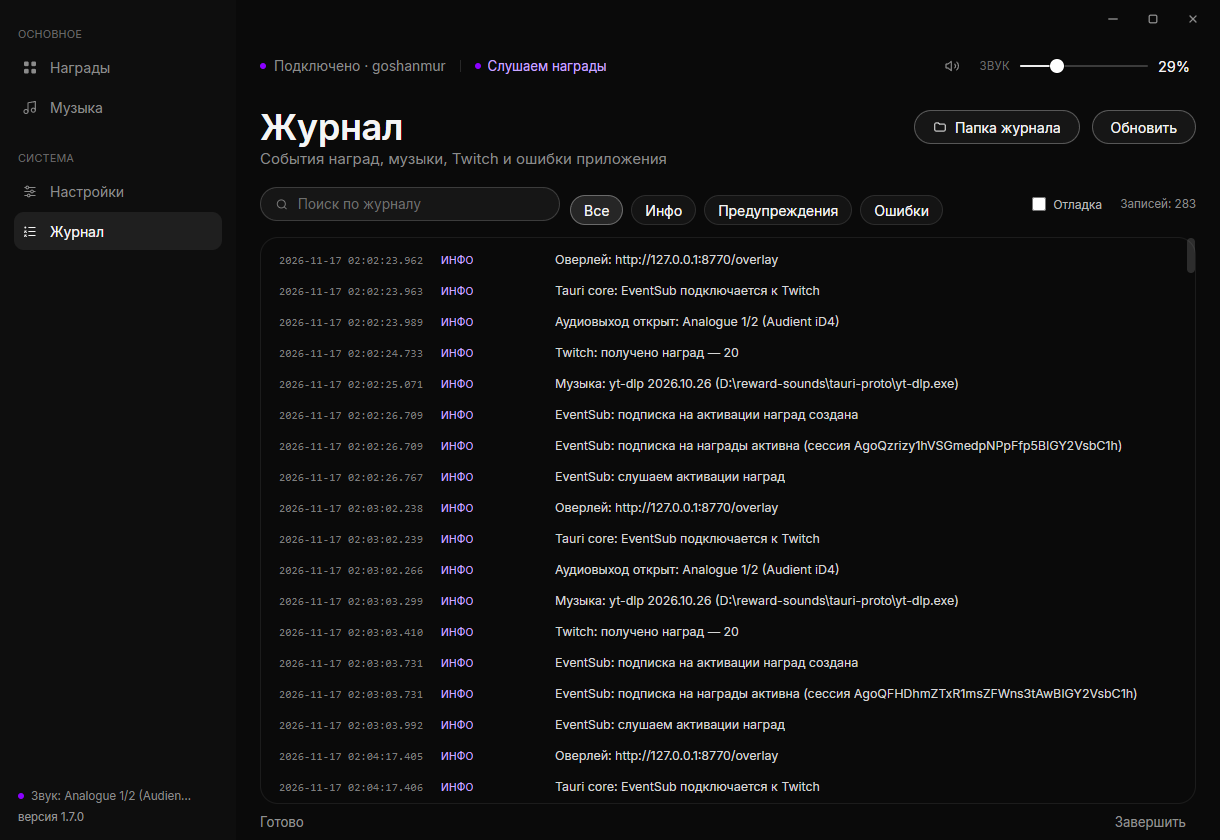 ОСНОВНОЕ
Награды
Музыка
СИСТЕМА
Настройки
Журнал
Звук: Analogue 1/2 (Audien...
версия 1.7.0
Подключено · goshanmur
Слушаем награды
ЗВУК
29%
Журнал
События наград, музыки, Twitch и ошибки приложения
Папка журнала
Обновить
Поиск по журналу
Все
Инфо
Предупреждения
Ошибки
Отладка
Записей: 283
2026-11-17 02:02:23.962 ИНФО Оверлей: http://127.0.0.1:8770/overlay
2026-11-17 02:02:23.963 ИНФО Tauri core: EventSub подключается к Twitch
2026-11-17 02:02:23.989 ИНФО Аудиовыход открыт: Analogue 1/2 (Audient iD4)
2026-11-17 02:02:24.733 ИНФО Twitch: получено наград — 20
2026-11-17 02:02:25.071 ИНФО Музыка: yt-dlp 2026.10.26 (D:\reward-sounds\tauri-proto\yt-dlp.exe)
2026-11-17 02:02:26.709 ИНФО EventSub: подписка на активации наград создана
2026-11-17 02:02:26.709 ИНФО EventSub: подписка на награды активна (сессия AgoQzrizy1hVSGmedpNPpFfp5BIGY2VsbC1h)
2026-11-17 02:02:26.767 ИНФО EventSub: слушаем активации наград
2026-11-17 02:03:02.238 ИНФО Оверлей: http://127.0.0.1:8770/overlay
2026-11-17 02:03:02.239 ИНФО Tauri core: EventSub подключается к Twitch
2026-11-17 02:03:02.266 ИНФО Аудиовыход открыт: Analogue 1/2 (Audient iD4)
2026-11-17 02:03:03.299 ИНФО Музыка: yt-dlp 2026.10.26 (D:\reward-sounds\tauri-proto\yt-dlp.exe)
2026-11-17 02:03:03.410 ИНФО Twitch: получено наград — 20
2026-11-17 02:03:03.731 ИНФО EventSub: подписка на активации наград создана
2026-11-17 02:03:03.731 ИНФО EventSub: подписка на награды активна (сессия AgoQFHDhmZTxR1msZFWns3tAwBIGY2VsbC1h)
2026-11-17 02:03:03.992 ИНФО EventSub: слушаем активации наград
2026-11-17 02:04:17.405 ИНФО Оверлей: http://127.0.0.1:8770/overlay
2026-11-17 02:04:17.406 ИНФО Tauri core: EventSub подключается к Twitch
Готово
Завершить